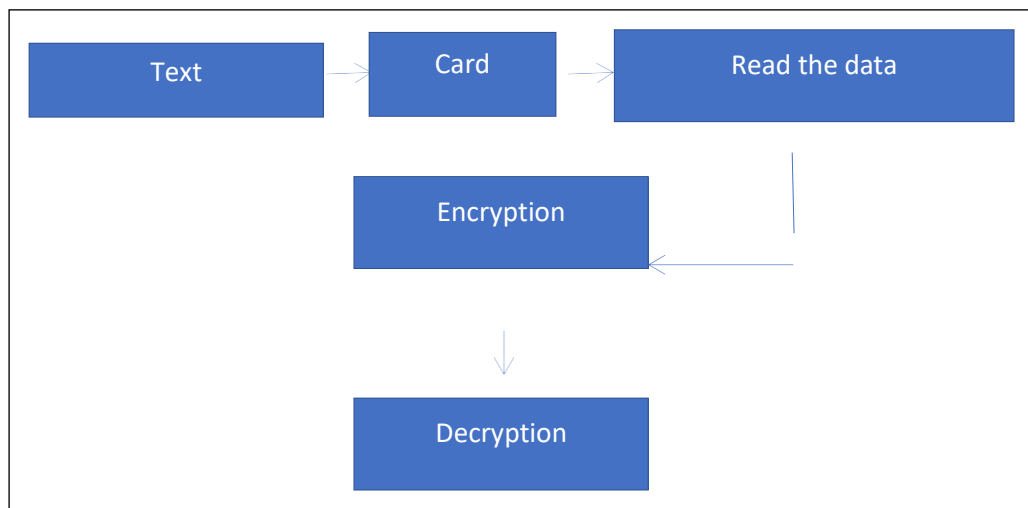 Text
Card
Read the data
Encryption
Decryption